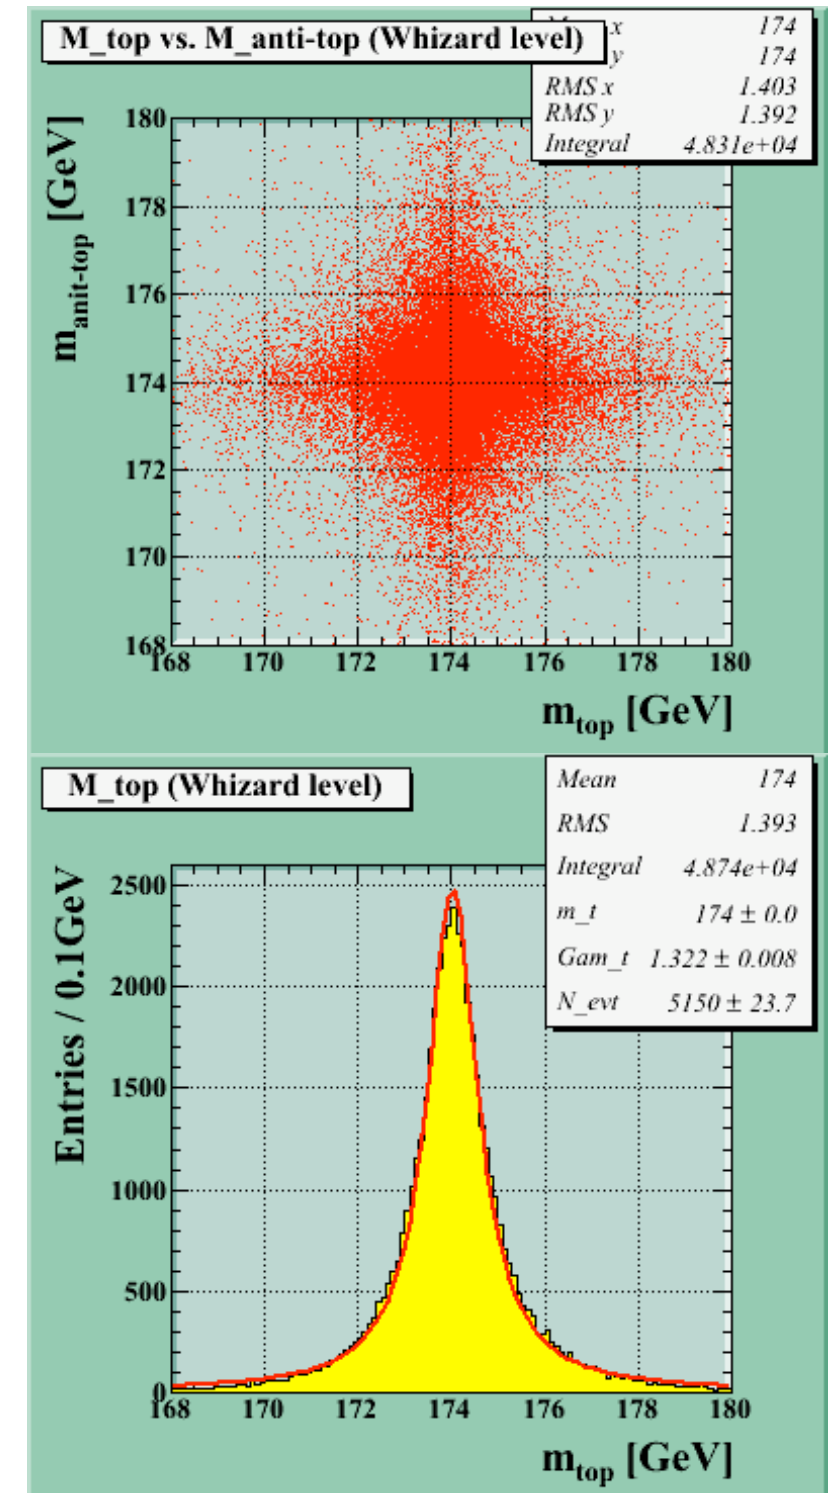 M_top vs. M_anti-top (Whizard level)
x 174
y 174
RMS x 1.403
RMS y 1.392
Integral 4.831e+04
m_anit-top [GeV]
180
178
176
174
172
170
168
168 170 172 174 176 178 180
m_top [GeV]
M_top (Whizard level)
Mean 174
RMS 1.393
Integral 4.874e+04
m_t 174 ± 0.0
Gam_t 1.322 ± 0.008
N_evt 5150 ± 23.7
Entries / 0.1GeV
2500
2000
1500
1000
500
0
168 170 172 174 176 178 180
m_top [GeV]